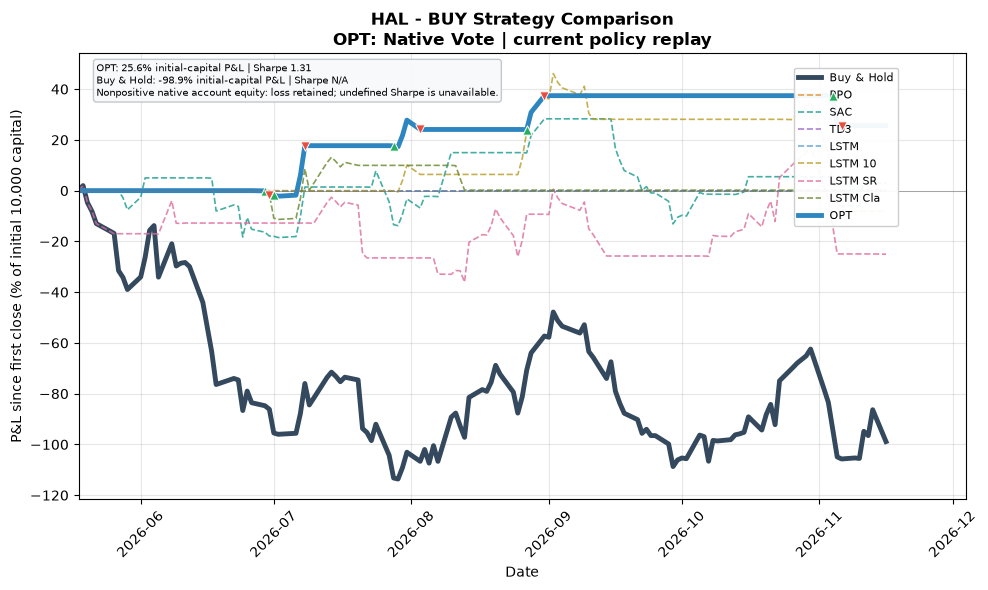 HAL - BUY Strategy Comparison
OPT: Native Vote | current policy replay
OPT: 25.6% initial-capital P&L | Sharpe 1.31
Buy & Hold: -98.9% initial-capital P&L | Sharpe N/A
Nonpositive native account equity: loss retained; undefined Sharpe is unavailable.
Buy & Hold
PPO
SAC
TD3
LSTM
LSTM 10
LSTM SR
LSTM Cla
OPT
P&L since first close (% of initial 10,000 capital)
40
20
0
−20
−40
−60
−80
−100
−120
2026-06
2026-07
2026-08
2026-09
2026-10
2026-11
2026-12
Date